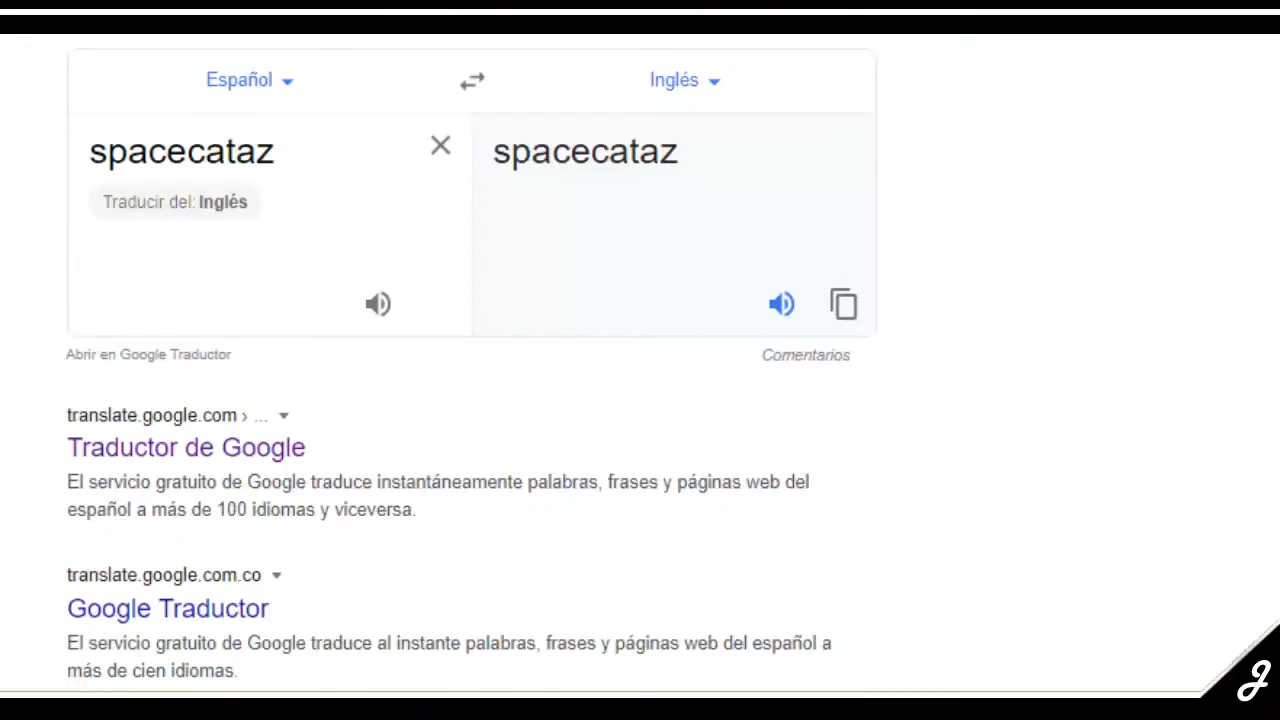 Español
Inglés
spacecataz
spacecataz
Traducir del: Inglés
Abrir en Google Traductor
Comentarios
translate.google.com › ...
Traductor de Google
El servicio gratuito de Google traduce instantáneamente palabras, frases y páginas web del
español a más de 100 idiomas y viceversa.
translate.google.com.co
Google Traductor
El servicio gratuito de Google traduce al instante palabras, frases y páginas web del español a
más de cien idiomas.
J